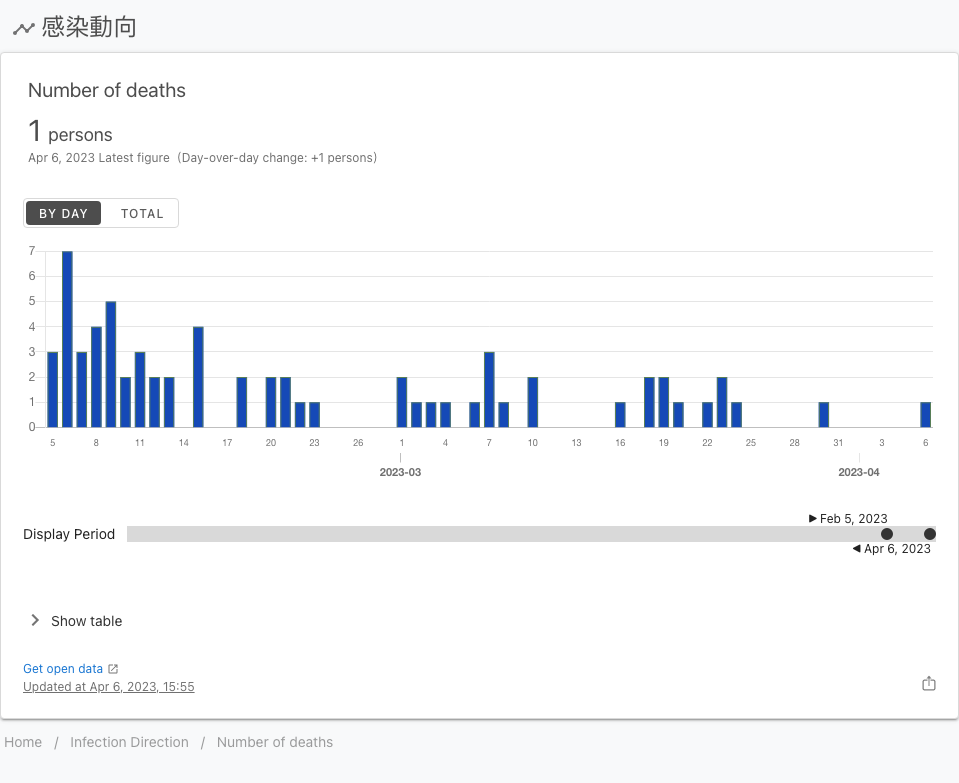 感染動向
Number of deaths
1 persons
Apr 6, 2023 Latest figure (Day-over-day change: +1 persons)
BY DAY TOTAL
7
6
5
4
3
2
1
0
5 8 11 14 17 20 23 26 1 4 7 10 13 16 19 22 25 28 31 3 6
2023-03 2023-04
Feb 5, 2023
Display Period
Apr 6, 2023
Show table
Get open data
Updated at Apr 6, 2023, 15:55
Home / Infection Direction / Number of deaths